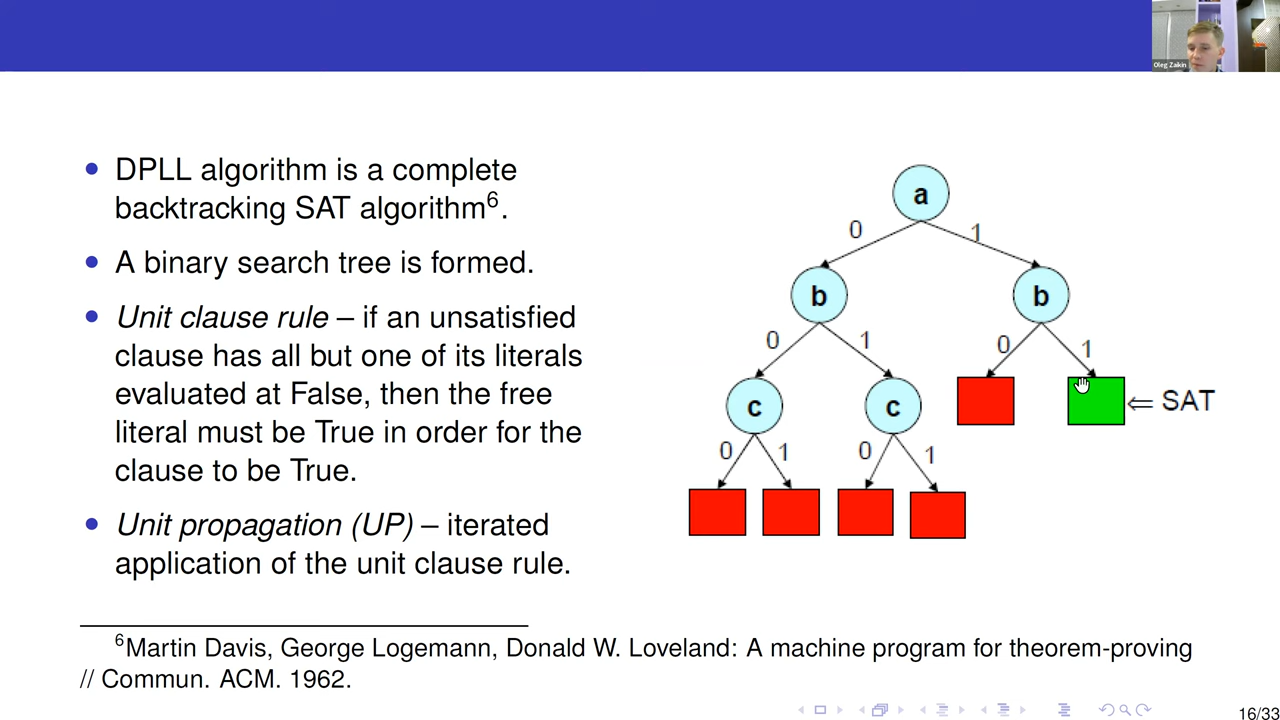 Oleg Zaikin
• DPLL algorithm is a complete
backtracking SAT algorithm⁶.
• A binary search tree is formed.
• Unit clause rule – if an unsatisfied
clause has all but one of its literals
evaluated at False, then the free
literal must be True in order for the
clause to be True.
• Unit propagation (UP) – iterated
application of the unit clause rule.
a
0 1
b b
0 1 0 1
c c ⇐ SAT
0 1 0 1
⁶Martin Davis, George Logemann, Donald W. Loveland: A machine program for theorem-proving
// Commun. ACM. 1962.
16/33